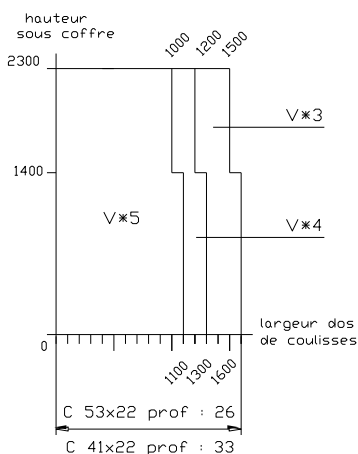 hauteur
sous coffre
1000
1200
1500
2300
V*3
1400
V*5
V*4
largeur dos
de coulisses
0
1100
1300
1600
C 53x22 prof : 26
C 41x22 prof : 33